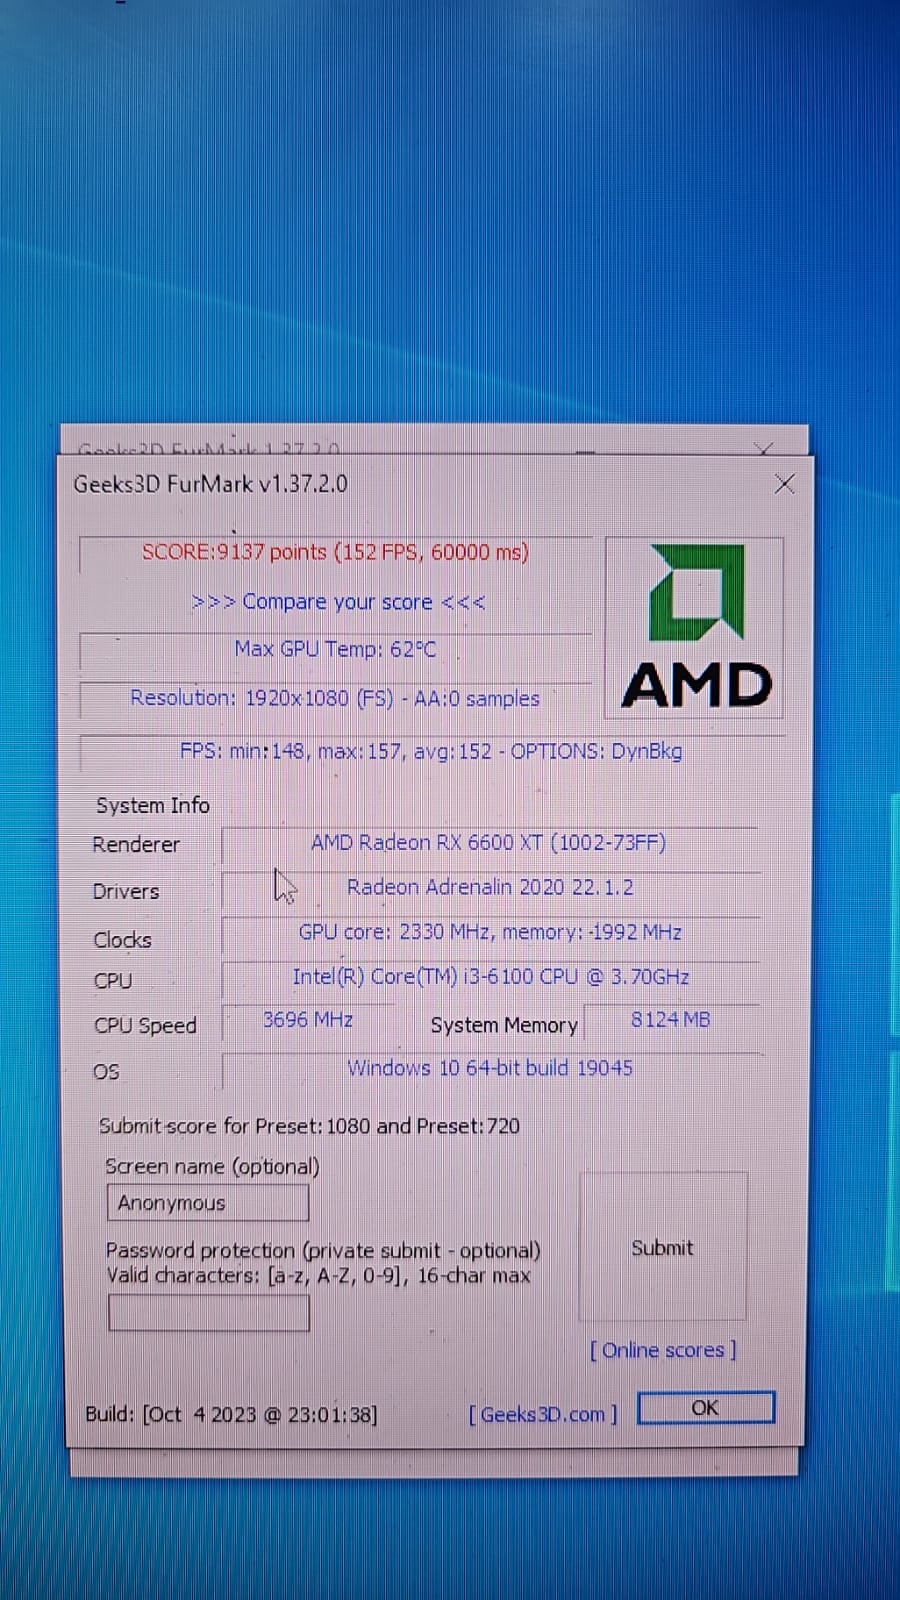 Geeks3D FurMark 1.37.2.0
Geeks3D FurMark v1.37.2.0
SCORE:9137 points (152 FPS, 60000 ms)
>>> Compare your score <<<
Max GPU Temp: 62°C
Resolution: 1920x1080 (FS) - AA:0 samples
AMD
FPS: min:148, max:157, avg:152 - OPTIONS: DynBkg
System Info
Renderer AMD Radeon RX 6600 XT (1002-73FF)
Drivers Radeon Adrenalin 2020 22.1.2
Clocks GPU core: 2330 MHz, memory: 1992 MHz
CPU Intel(R) Core(TM) i3-6100 CPU @ 3.70GHz
CPU Speed 3696 MHz System Memory 8124 MB
OS Windows 10 64-bit build 19045
Submit score for Preset:1080 and Preset:720
Screen name (optional)
Anonymous
Password protection (private submit - optional)
Valid characters: [a-z, A-Z, 0-9], 16-char max
Submit
[ Online scores ]
Build: [Oct  4 2023 @ 23:01:38] [ Geeks3D.com ] OK